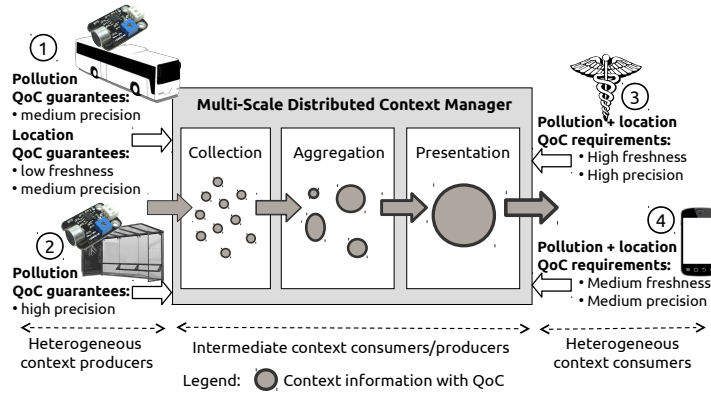 1
Pollution
QoC guarantees:
• medium precision
Location
QoC guarantees:
• low freshness
• medium precision
2
Pollution
QoC guarantees:
• high precision
Multi-Scale Distributed Context Manager
Collection
Aggregation
Presentation
3
Pollution + location
QoC requirements:
• High freshness
• High precision
4
Pollution + location
QoC requirements:
• Medium freshness
• Medium precision
Heterogeneous
context producers
Intermediate context consumers/producers
Heterogeneous
context consumers
Legend:
Context information with QoC